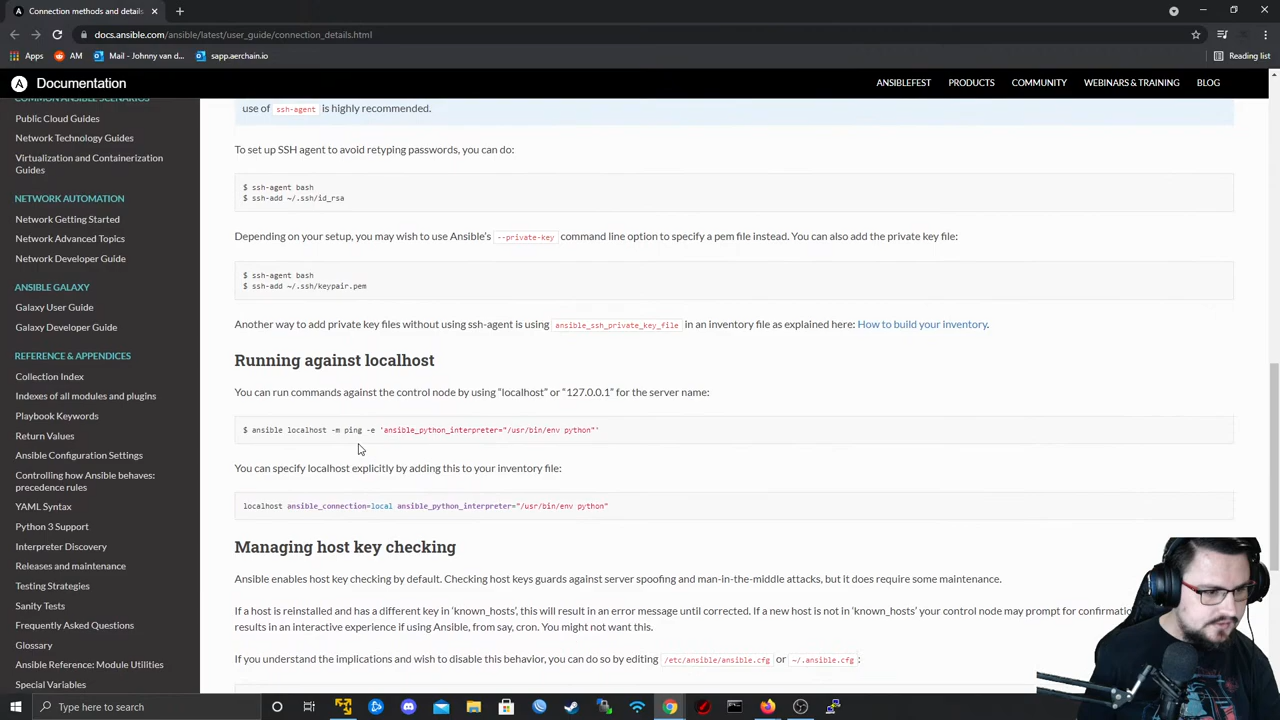 Connection methods and details
docs.ansible.com/ansible/latest/user_guide/connection_details.html
Apps
AM
Mail - Johnny van d...
sapp.aerchain.io
Reading list
Documentation
ANSIBLEFEST
PRODUCTS
COMMUNITY
WEBINARS & TRAINING
BLOG
COMMON ANSIBLE SCENARIOS
Public Cloud Guides
Network Technology Guides
Virtualization and Containerization
Guides
NETWORK AUTOMATION
Network Getting Started
Network Advanced Topics
Network Developer Guide
ANSIBLE GALAXY
Galaxy User Guide
Galaxy Developer Guide
REFERENCE & APPENDICES
Collection Index
Indexes of all modules and plugins
Playbook Keywords
Return Values
Ansible Configuration Settings
Controlling how Ansible behaves:
precedence rules
YAML Syntax
Python 3 Support
Interpreter Discovery
Releases and maintenance
Testing Strategies
Sanity Tests
Frequently Asked Questions
Glossary
Ansible Reference: Module Utilities
Special Variables
use of ssh-agent is highly recommended.
To set up SSH agent to avoid retyping passwords, you can do:
$ ssh-agent bash
$ ssh-add ~/.ssh/id_rsa
Depending on your setup, you may wish to use Ansible’s --private-key command line option to specify a pem file instead. You can also add the private key file:
$ ssh-agent bash
$ ssh-add ~/.ssh/keypair.pem
Another way to add private key files without using ssh-agent is using ansible_ssh_private_key_file in an inventory file as explained here: How to build your inventory.
Running against localhost
You can run commands against the control node by using “localhost” or “127.0.0.1” for the server name:
$ ansible localhost -m ping -e 'ansible_python_interpreter="/usr/bin/env python"'
You can specify localhost explicitly by adding this to your inventory file:
localhost ansible_connection=local ansible_python_interpreter="/usr/bin/env python"
Managing host key checking
Ansible enables host key checking by default. Checking host keys guards against server spoofing and man-in-the-middle attacks, but it does require some maintenance.
If a host is reinstalled and has a different key in ‘known_hosts’, this will result in an error message until corrected. If a new host is not in ‘known_hosts’ your control node may prompt for confirmation
results in an interactive experience if using Ansible, from say, cron. You might not want this.
If you understand the implications and wish to disable this behavior, you can do so by editing /etc/ansible/ansible.cfg or ~/.ansible.cfg :
Type here to search